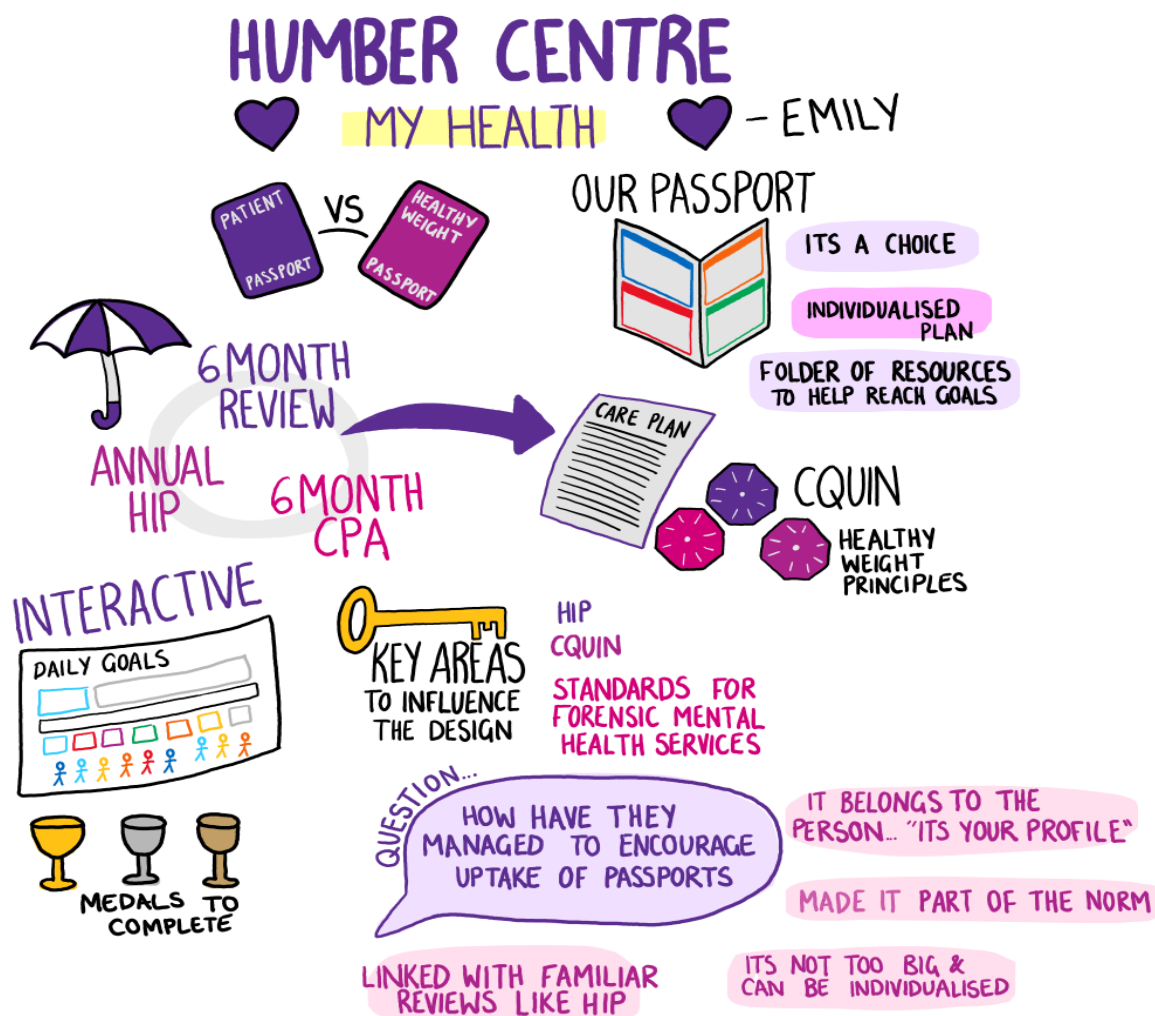 HUMBER CENTRE
MY HEALTH
- EMILY
PATIENT
PASSPORT
VS
HEALTHY
WEIGHT
PASSPORT
OUR PASSPORT
ITS A CHOICE
INDIVIDUALISED
PLAN
FOLDER OF RESOURCES
TO HELP REACH GOALS
6 MONTH
REVIEW
ANNUAL
HIP
6 MONTH
CPA
CARE PLAN
CQUIN
HEALTHY
WEIGHT
PRINCIPLES
INTERACTIVE
DAILY GOALS
MEDALS TO
COMPLETE
KEY AREAS
TO INFLUENCE
THE DESIGN
HIP
CQUIN
STANDARDS FOR
FORENSIC MENTAL
HEALTH SERVICES
QUESTION...
HOW HAVE THEY
MANAGED TO ENCOURAGE
UPTAKE OF PASSPORTS
IT BELONGS TO THE
PERSON... "ITS YOUR PROFILE"
MADE IT PART OF THE NORM
LINKED WITH FAMILIAR
REVIEWS LIKE HIP
ITS NOT TOO BIG &
CAN BE INDIVIDUALISED